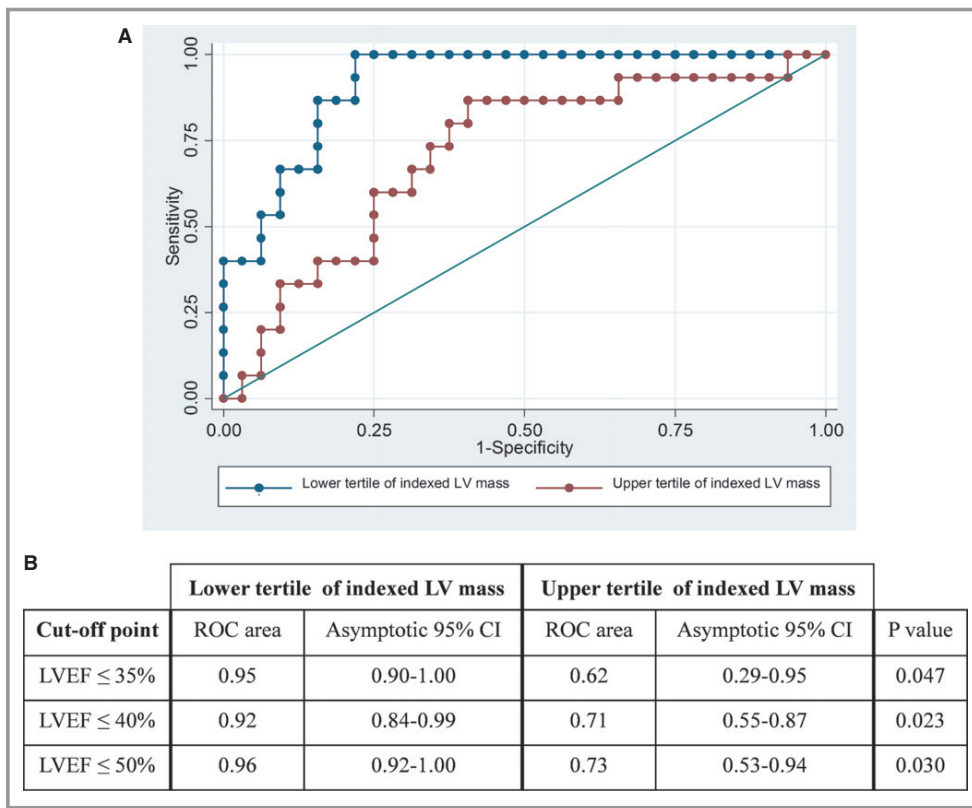 A
1.00
0.75
0.50
0.25
0.00
Sensitivity
0.00 0.25 0.50 0.75 1.00
1-Specificity
Lower tertile of indexed LV mass Upper tertile of indexed LV mass
B
Lower tertile of indexed LV mass Upper tertile of indexed LV mass
Cut-off point ROC area Asymptotic 95% CI ROC area Asymptotic 95% CI P value
LVEF ≤ 35% 0.95 0.90-1.00 0.62 0.29-0.95 0.047
LVEF ≤ 40% 0.92 0.84-0.99 0.71 0.55-0.87 0.023
LVEF ≤ 50% 0.96 0.92-1.00 0.73 0.53-0.94 0.030